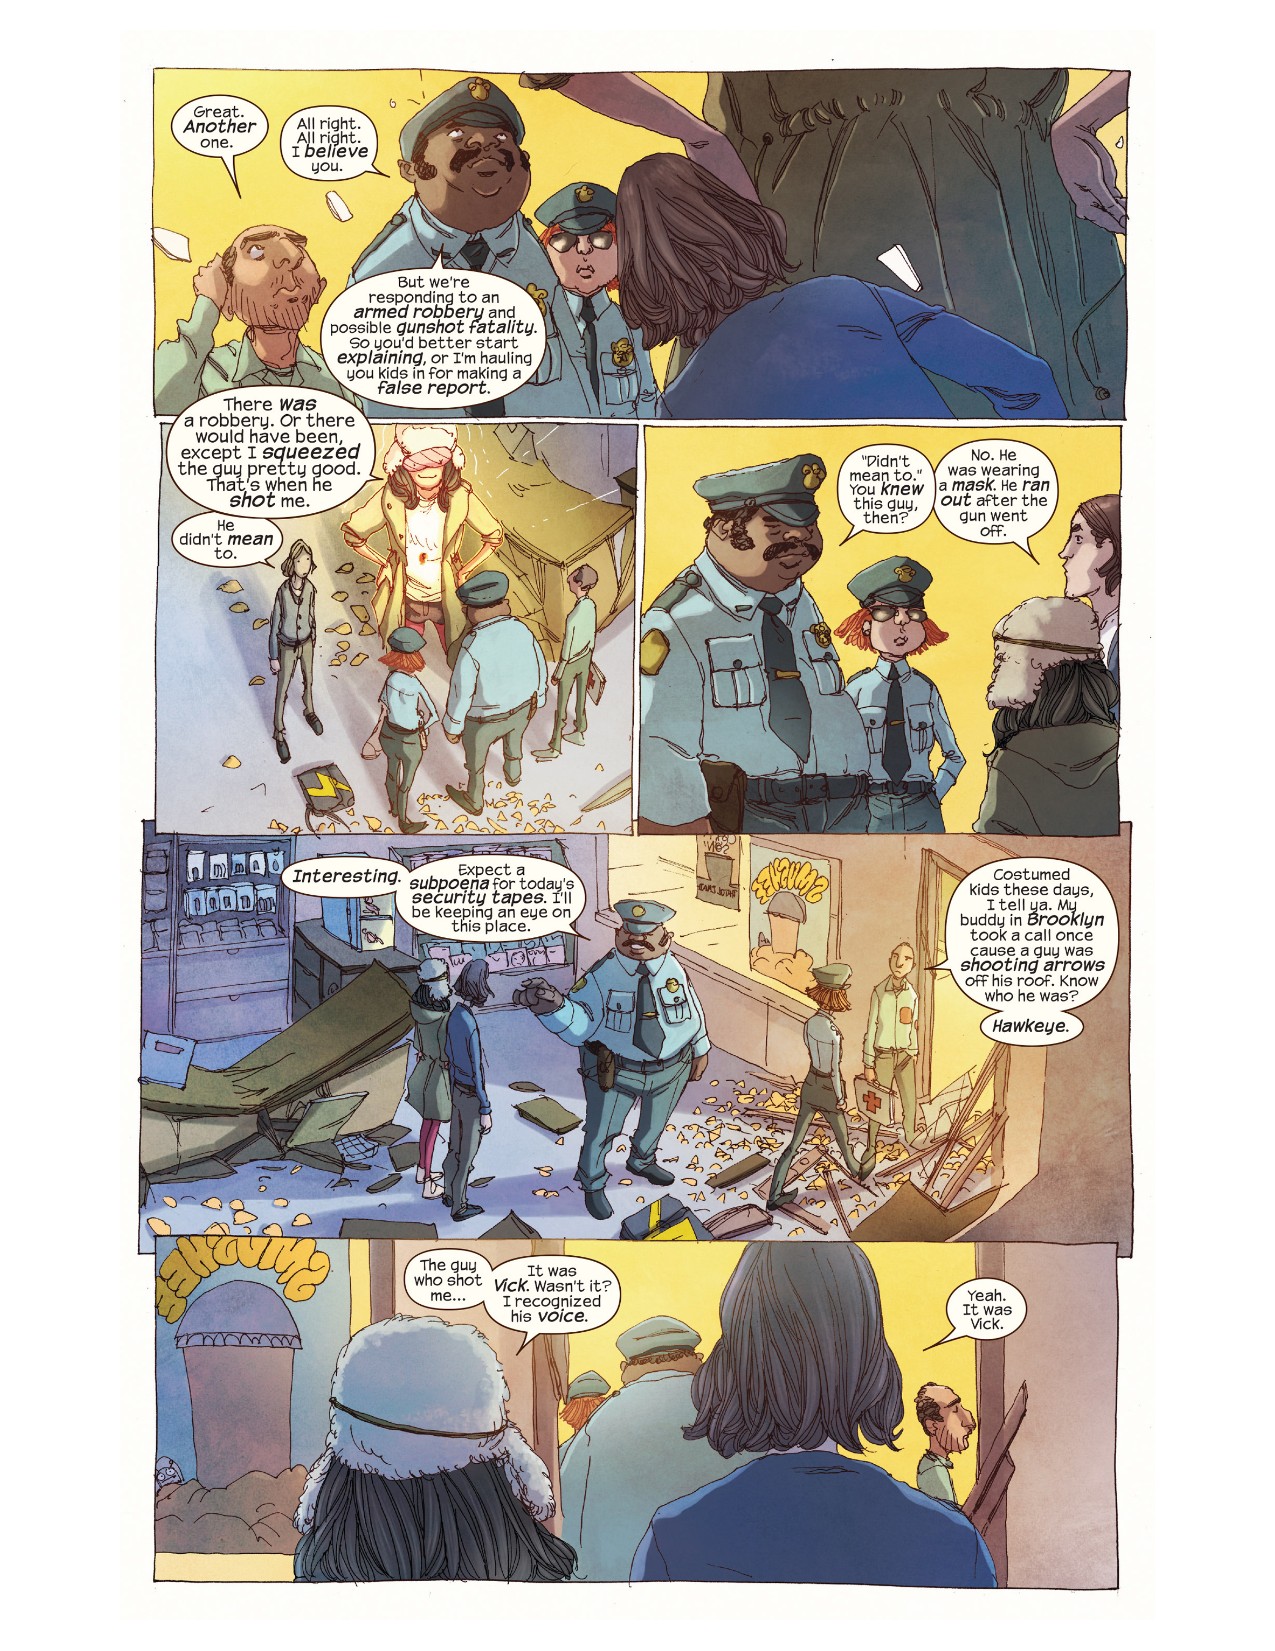 Great.
Another
one.
All right.
All right.
I believe
you.
But we're
responding to an
armed robbery and
possible gunshot fatality.
So you'd better start
explaining, or I'm hauling
you kids in for making a
false report.
There was
a robbery. Or there
would have been,
except I squeezed
the guy pretty good.
That's when he
shot me.
He
didn't mean
to.
"Didn't
mean to."
You knew
this guy,
then?
No. He
was wearing
a mask. He ran
out after the
gun went
off.
Interesting.
Expect a
subpoena for today's
security tapes. I'll
be keeping an eye on
this place.
Costumed
kids these days,
I tell ya. My
buddy in Brooklyn
took a call once
cause a guy was
shooting arrows
off his roof. Know
who he was?
Hawkeye.
The guy
who shot
me...
It was
Vick. Wasn't it?
I recognized
his voice.
Yeah.
It was
Vick.